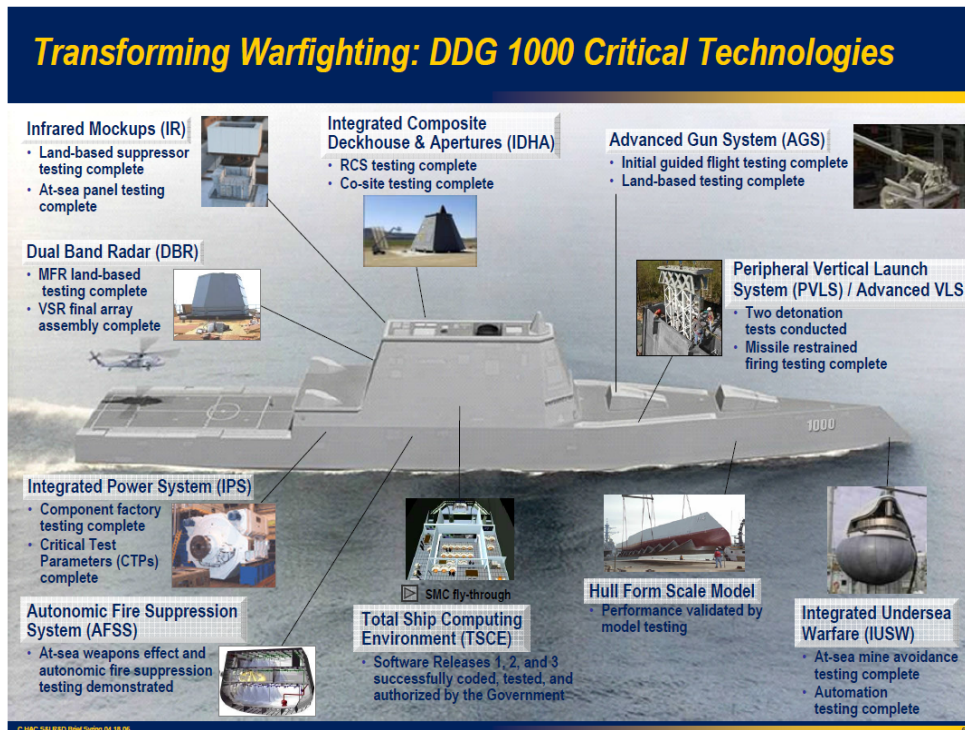 Transforming Warfighting: DDG 1000 Critical Technologies
Infrared Mockups (IR)
• Land-based suppressor
testing complete
• At-sea panel testing
complete
Integrated Composite
Deckhouse & Apertures (IDHA)
• RCS testing complete
• Co-site testing complete
Advanced Gun System (AGS)
• Initial guided flight testing complete
• Land-based testing complete
Dual Band Radar (DBR)
• MFR land-based
testing complete
• VSR final array
assembly complete
Peripheral Vertical Launch
System (PVLS) / Advanced VLS
• Two detonation
tests conducted
• Missile restrained
firing testing complete
1000
Integrated Power System (IPS)
• Component factory
testing complete
• Critical Test
Parameters (CTPs)
complete
SMC fly-through
Hull Form Scale Model
• Performance validated by
model testing
Autonomic Fire Suppression
System (AFSS)
• At-sea weapons effect and
autonomic fire suppression
testing demonstrated
Total Ship Computing
Environment (TSCE)
• Software Releases 1, 2, and 3
successfully coded, tested, and
authorized by the Government
Integrated Undersea
Warfare (IUSW)
• At-sea mine avoidance
testing complete
• Automation
testing complete